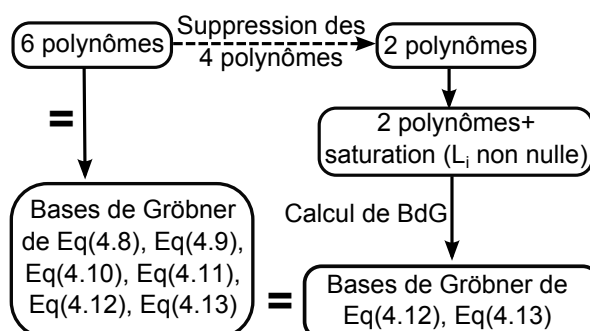 6 polynômes
Suppression des
4 polynômes
2 polynômes
=
2 polynômes+
saturation (Li non nulle)
Calcul de BdG
Bases de Gröbner
de Eq(4.8), Eq(4.9),
Eq(4.10), Eq(4.11),
Eq(4.12), Eq(4.13)
=
Bases de Gröbner de
Eq(4.12), Eq(4.13)